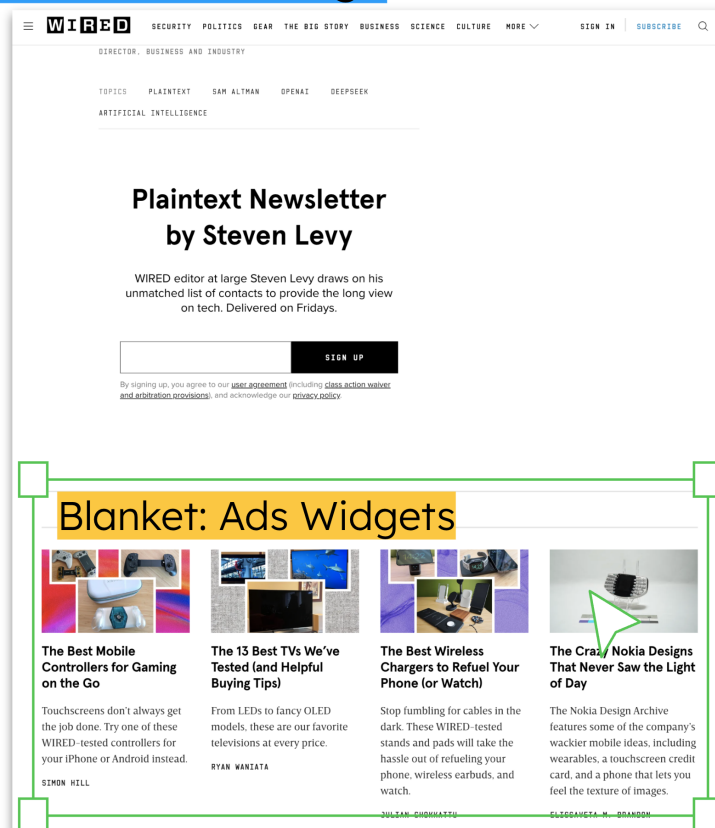 WIRED SECURITY POLITICS GEAR THE BIG STORY BUSINESS SCIENCE CULTURE MORE SIGN IN SUBSCRIBE
DIRECTOR, BUSINESS AND INDUSTRY
TOPICS PLAINTEXT SAM ALTMAN OPENAI DEEPSEEK
ARTIFICIAL INTELLIGENCE
Plaintext Newsletter
by Steven Levy
WIRED editor at large Steven Levy draws on his
unmatched list of contacts to provide the long view
on tech. Delivered on Fridays.
SIGN UP
By signing up, you agree to our user agreement (including class action waiver
and arbitration provisions), and acknowledge our privacy policy.
Blanket: Ads Widgets
The Best Mobile
Controllers for Gaming
on the Go
Touchscreens don't always get
the job done. Try one of these
WIRED-tested controllers for
your iPhone or Android instead.
SIMON HILL
The 13 Best TVs We've
Tested (and Helpful
Buying Tips)
From LEDs to fancy OLED
models, these are our favorite
televisions at every price.
RYAN WANIATA
The Best Wireless
Chargers to Refuel Your
Phone (or Watch)
Stop fumbling for cables in the
dark. These WIRED-tested
stands and pads will take the
hassle out of refueling your
phone, wireless earbuds, and
watch.
JULIAN CHOKKATTU
The Crazy Nokia Designs
That Never Saw the Light
of Day
The Nokia Design Archive
features some of the company's
wackier mobile ideas, including
wearables, a touchscreen credit
card, and a phone that lets you
feel the texture of images.
ELISSAVETA M. BRANDON